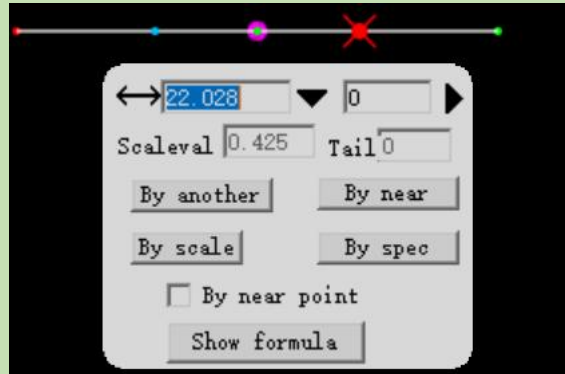 22.028 0
Scaleval 0.425 Tail 0
By another By near
By scale By spec
By near point
Show formula